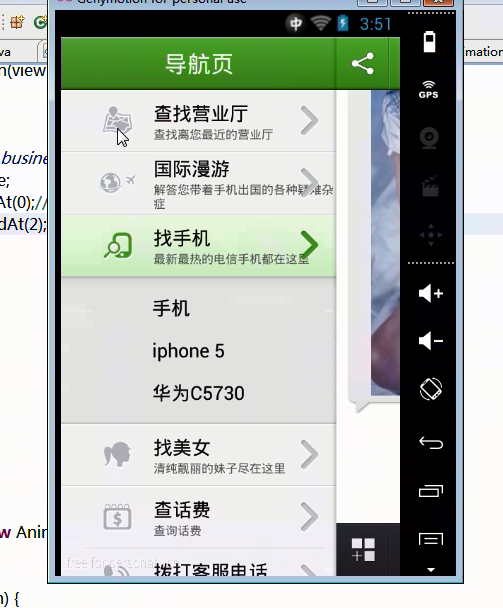 Genymotion for personal use
中 3:51
ava
imation
导航页
n(view
GPS
查找营业厅
查找离您最近的营业厅
busine
国际漫游
e;
解答您带着手机出国的各种疑难杂
症
At(0);//
dAt(2);
找手机
最新最热的电信手机都在这里
手机
iphone 5
华为C5730
找美女
清纯靓丽的妹子尽在这里
查话费
查询话费
w Anin
free for personal
拨打客服电话
n) {